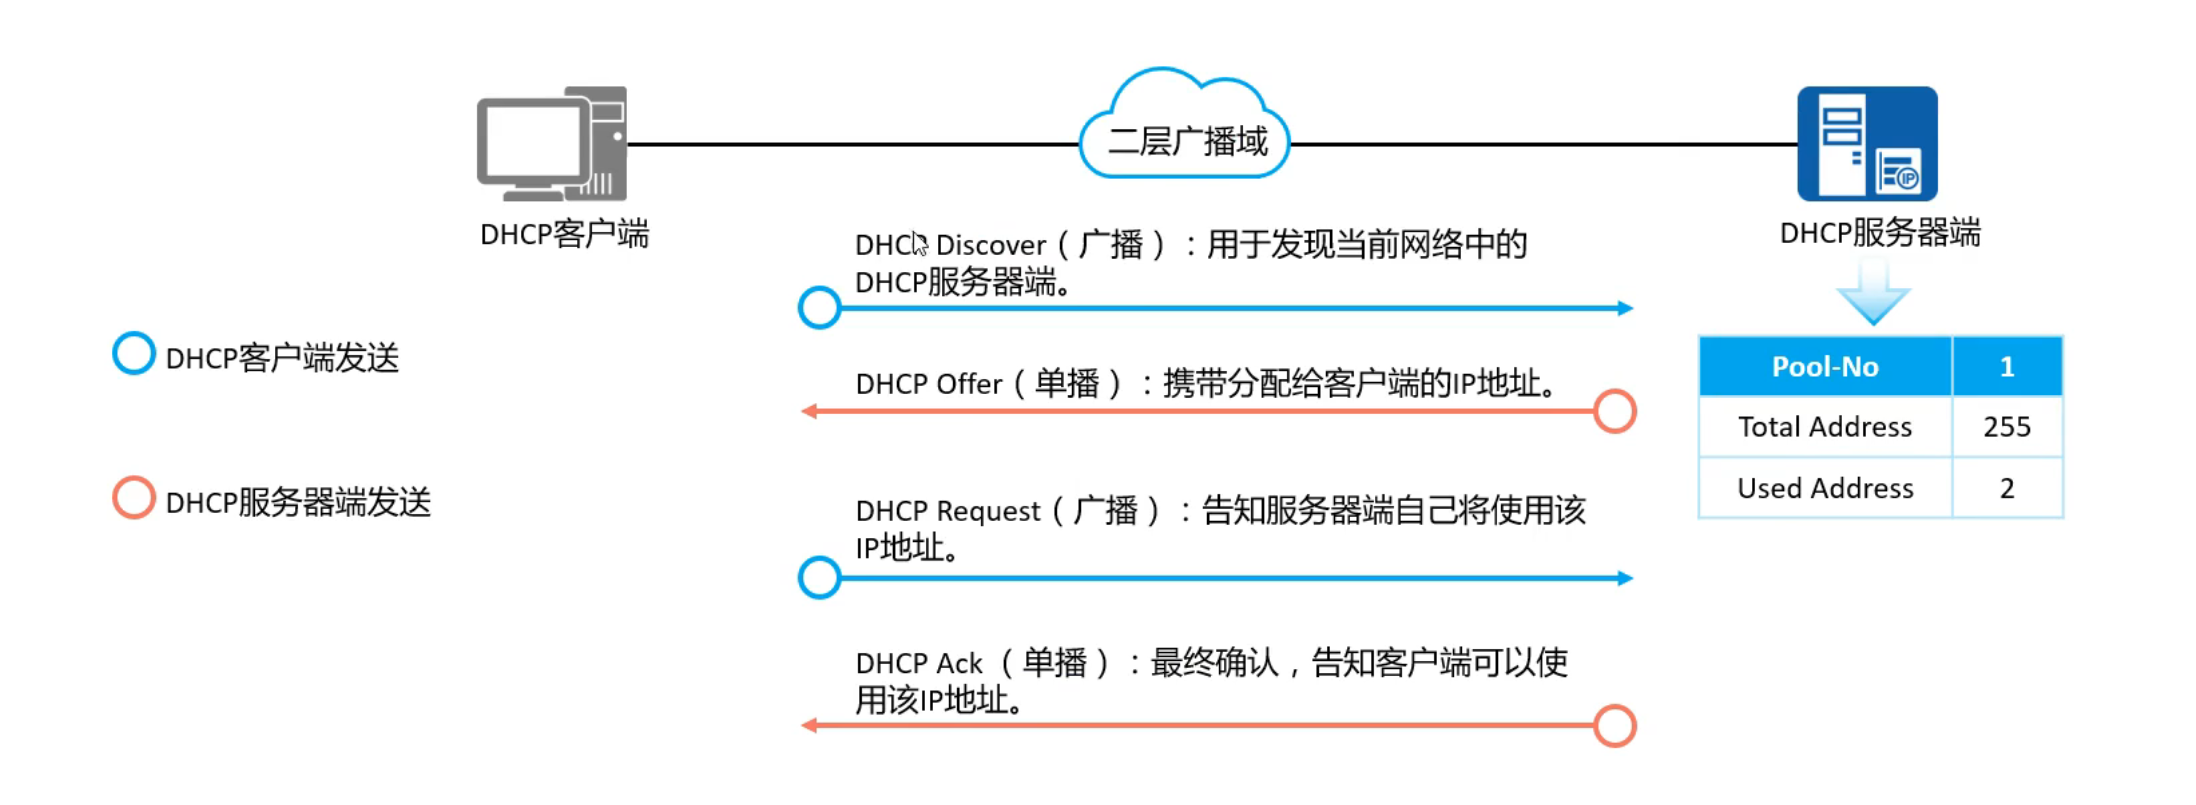 二层广播域
DHCP客户端
DHCP服务器端
DHC Discover（广播）：用于发现当前网络中的
DHCP服务器端。
DHCP客户端发送
DHCP Offer（单播）：携带分配给客户端的IP地址。
DHCP服务器端发送
DHCP Request（广播）：告知服务器端自己将使用该
IP地址。
DHCP Ack （单播）：最终确认，告知客户端可以使
用该IP地址。
Pool-No 1
Total Address 255
Used Address 2
IP